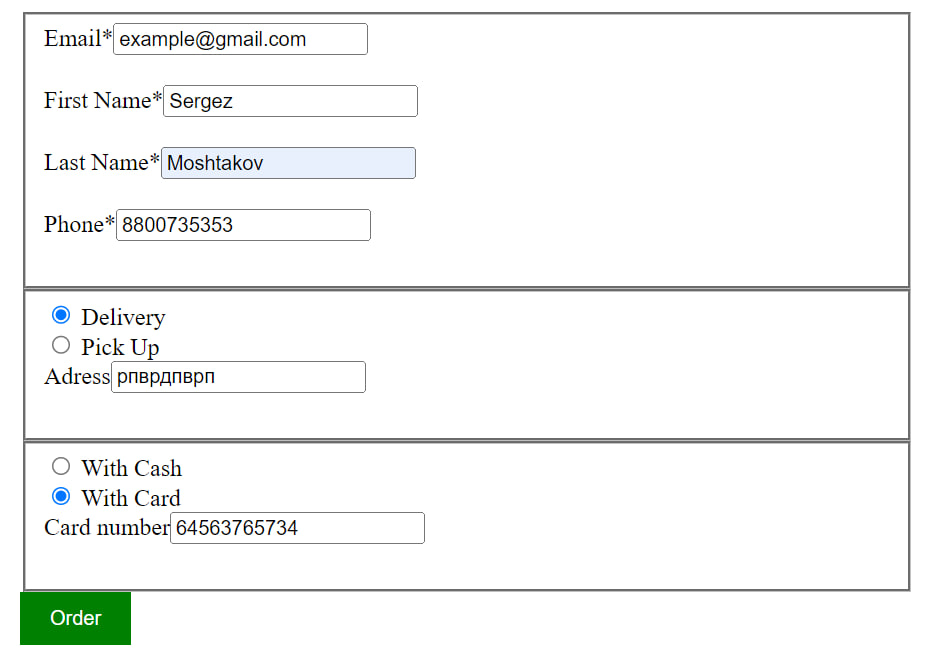 Email* example@gmail.com
First Name* Sergez
Last Name* Moshtakov
Phone* 8800735353
Delivery
Pick Up
Adress рпврдпврп
With Cash
With Card
Card number 64563765734
Order